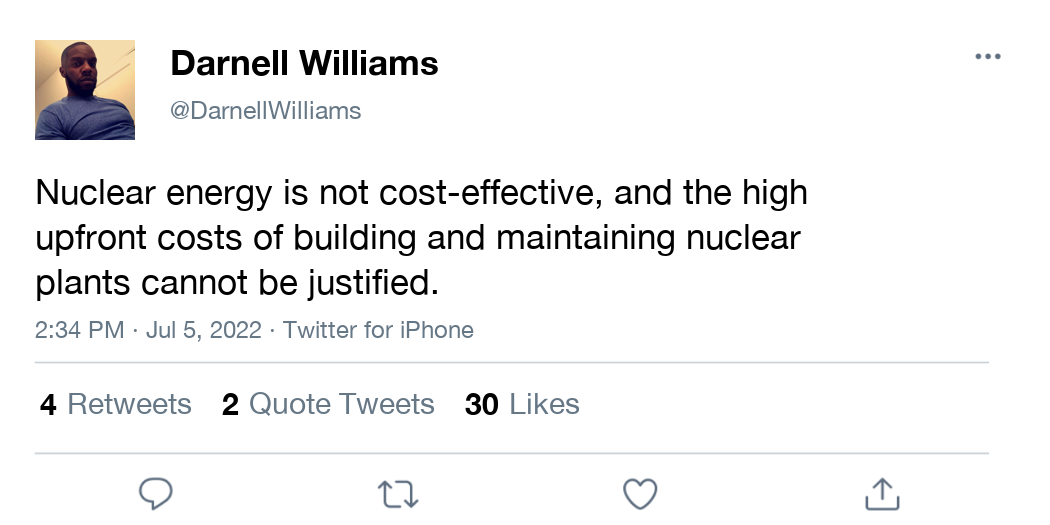 Darnell Williams
@DarnellWilliams
Nuclear energy is not cost-effective, and the high
upfront costs of building and maintaining nuclear
plants cannot be justified.
2:34 PM · Jul 5, 2022 · Twitter for iPhone
4 Retweets 2 Quote Tweets 30 Likes